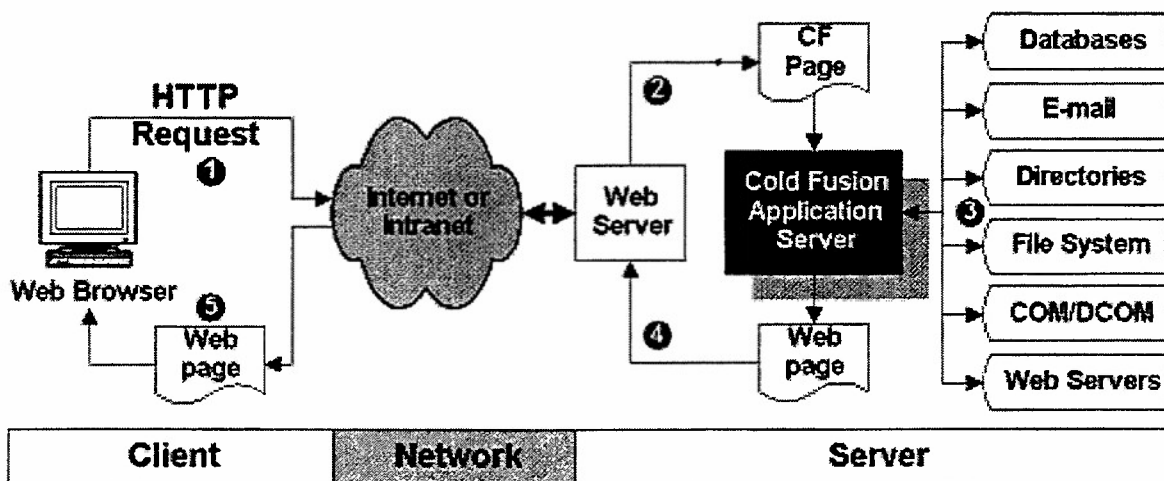 HTTP
Request
1
Web Browser
5
Web
page
Internet or
Intranet
Web
Server
2
CF
Page
Cold Fusion
Application
Server
4
Web
page
3
Databases
E-mail
Directories
File System
COM/DCOM
Web Servers
Client
Network
Server